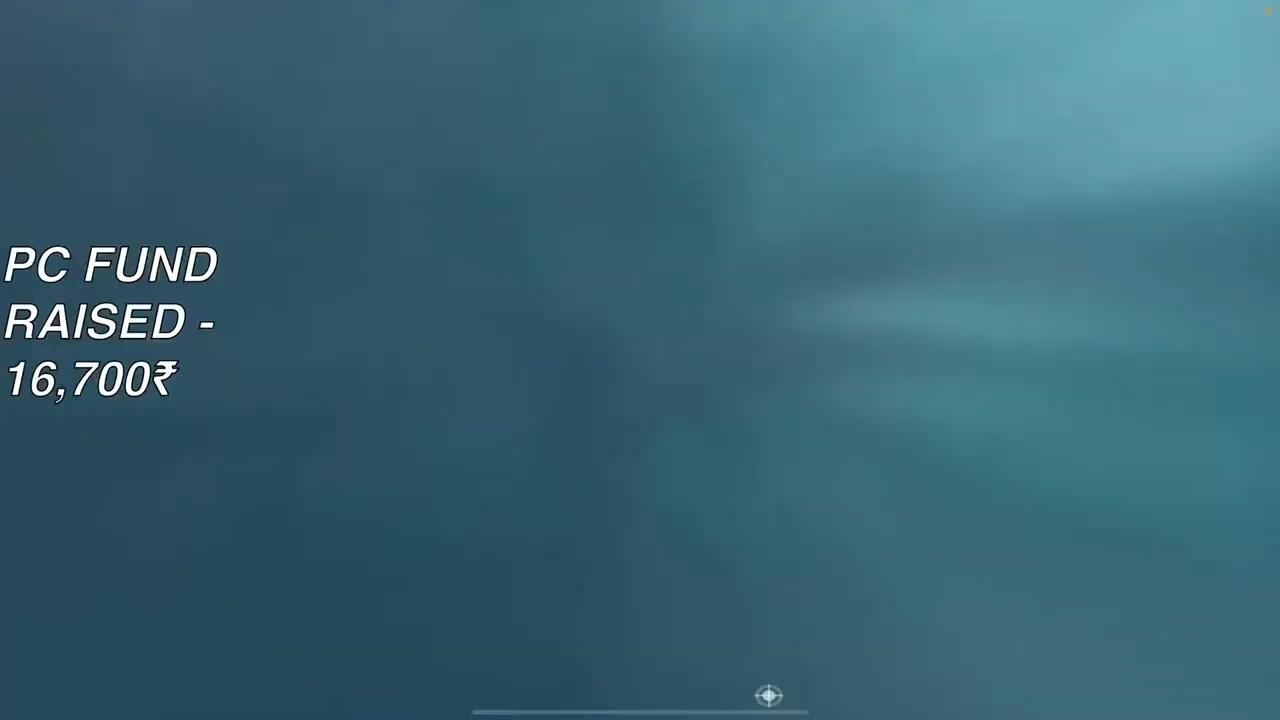 PC FUND
RAISED -
16,700₹